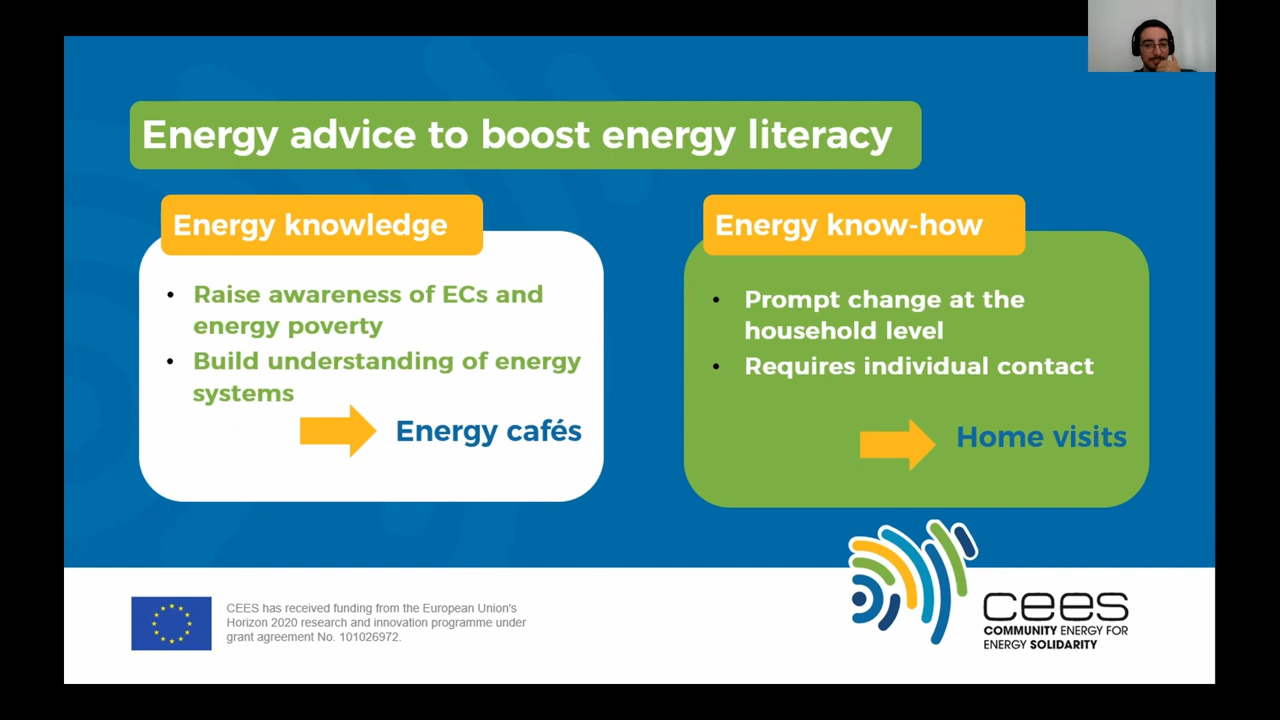 Energy advice to boost energy literacy
Energy knowledge
• Raise awareness of ECs and
energy poverty
• Build understanding of energy
systems
Energy cafés
Energy know-how
• Prompt change at the
household level
• Requires individual contact
Home visits
CEES has received funding from the European Union's
Horizon 2020 research and innovation programme under
grant agreement No. 101026972.
cees
COMMUNITY ENERGY FOR
ENERGY SOLIDARITY